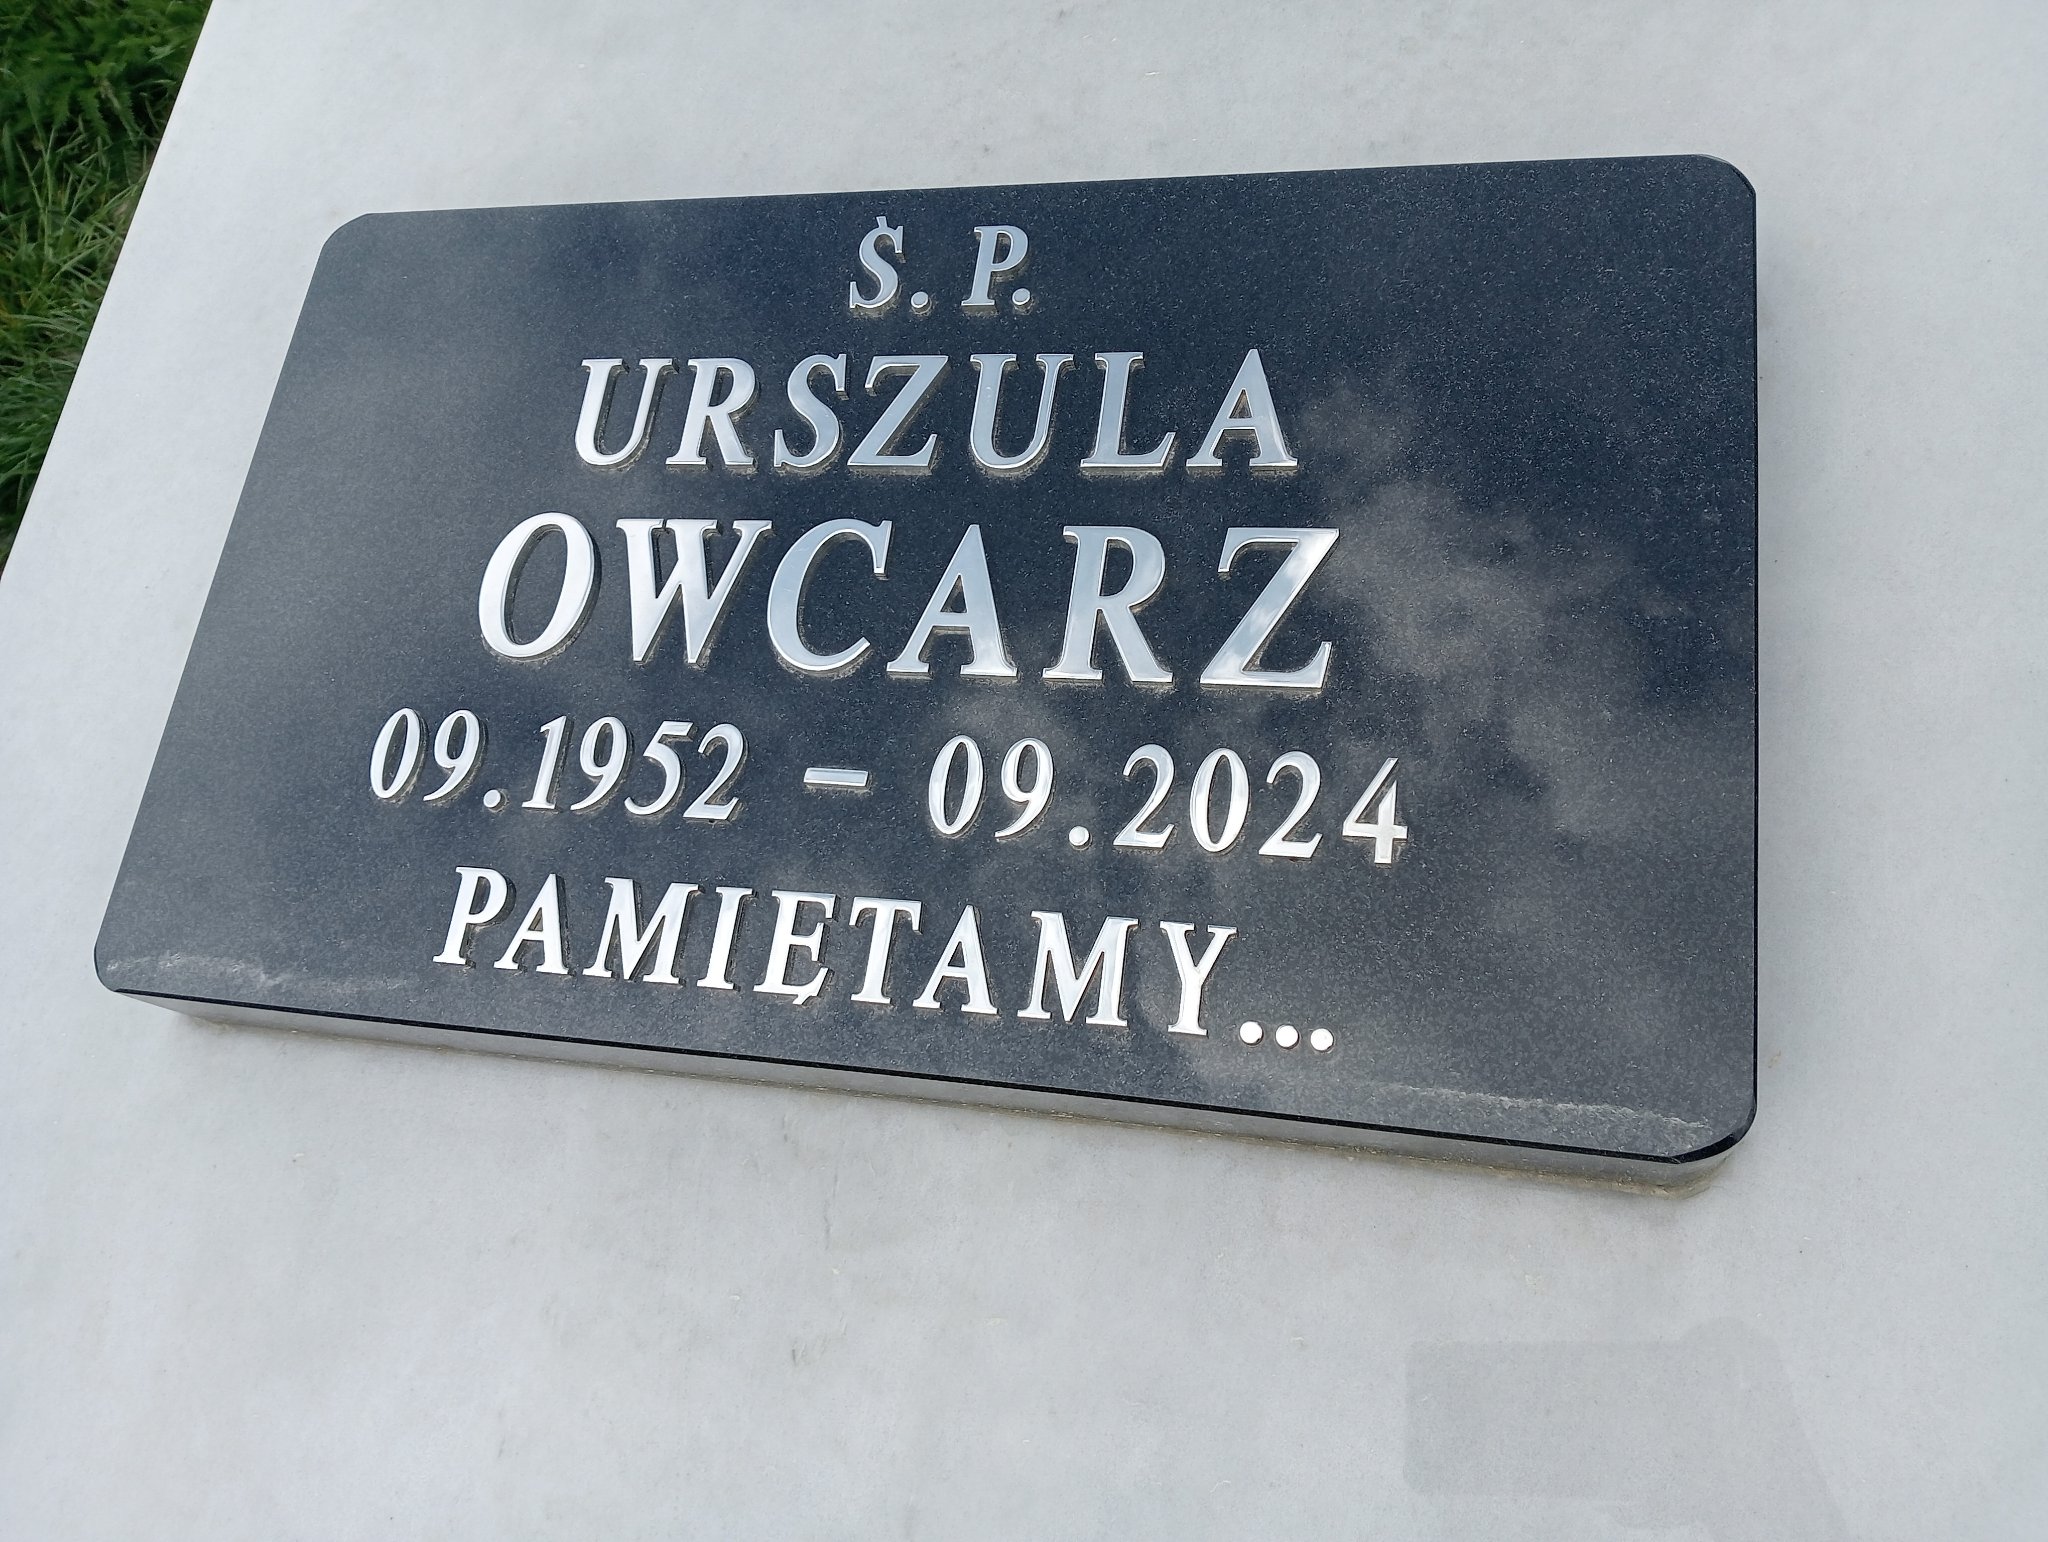 Ś. P.
URSZULA
OWCARZ
09.1952 - 09.2024
PAMIĘTAMY...